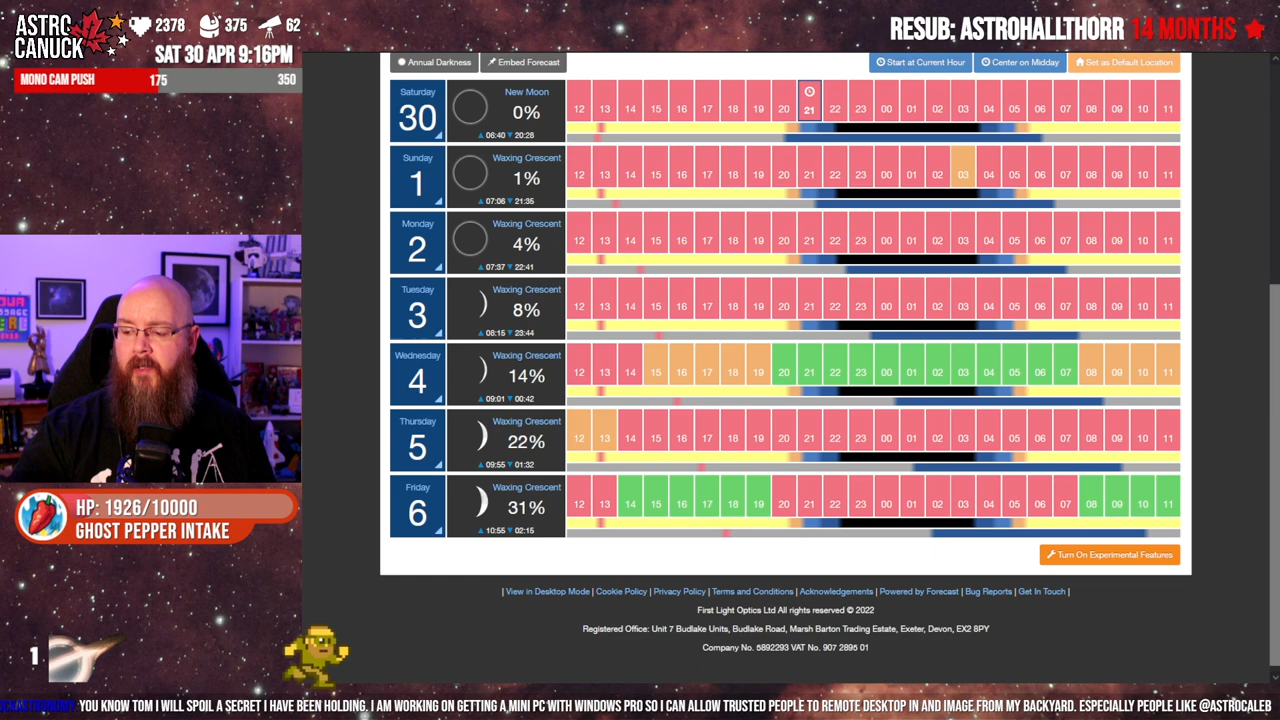 ASTRO
CANUCK
2378 375 62
SAT 30 APR 9:16PM
MONO CAM PUSH 175 350
RESUB: ASTROHALLTHORR 14 MONTHS
Annual Darkness Embed Forecast Start at Current Hour Center on Midday Set as Default Location
Saturday 30 New Moon 0% 06:40 20:28
12 13 14 15 16 17 18 19 20 21 22 23 00 01 02 03 04 05 06 07 08 09 10 11
Sunday 1 Waxing Crescent 1% 07:06 21:35
12 13 14 15 16 17 18 19 20 21 22 23 00 01 02 03 04 05 06 07 08 09 10 11
Monday 2 Waxing Crescent 4% 07:37 22:41
12 13 14 15 16 17 18 19 20 21 22 23 00 01 02 03 04 05 06 07 08 09 10 11
Tuesday 3 Waxing Crescent 8% 08:15 23:44
12 13 14 15 16 17 18 19 20 21 22 23 00 01 02 03 04 05 06 07 08 09 10 11
Wednesday 4 Waxing Crescent 14% 09:01 00:42
12 13 14 15 16 17 18 19 20 21 22 23 00 01 02 03 04 05 06 07 08 09 10 11
Thursday 5 Waxing Crescent 22% 09:55 01:32
12 13 14 15 16 17 18 19 20 21 22 23 00 01 02 03 04 05 06 07 08 09 10 11
Friday 6 Waxing Crescent 31% 10:55 02:15
12 13 14 15 16 17 18 19 20 21 22 23 00 01 02 03 04 05 06 07 08 09 10 11
Turn On Experimental Features
| View in Desktop Mode | Cookie Policy | Privacy Policy | Terms and Conditions | Acknowledgements | Powered by Forecast | Bug Reports | Get In Touch |
First Light Optics Ltd All rights reserved © 2022
Registered Office: Unit 7 Budlake Units, Budlake Road, Marsh Barton Trading Estate, Exeter, Devon, EX2 8PY
Company No. 5892293 VAT No. 907 2895 01
HP: 1926/10000
GHOST PEPPER INTAKE
1
YOU KNOW TOM I WILL SPOIL A SECRET I HAVE BEEN HOLDING. I AM WORKING ON GETTING A MINI PC WITH WINDOWS PRO SO I CAN ALLOW TRUSTED PEOPLE TO REMOTE DESKTOP IN AND IMAGE FROM MY BACKYARD. ESPECIALLY PEOPLE LIKE @ASTROCALEB